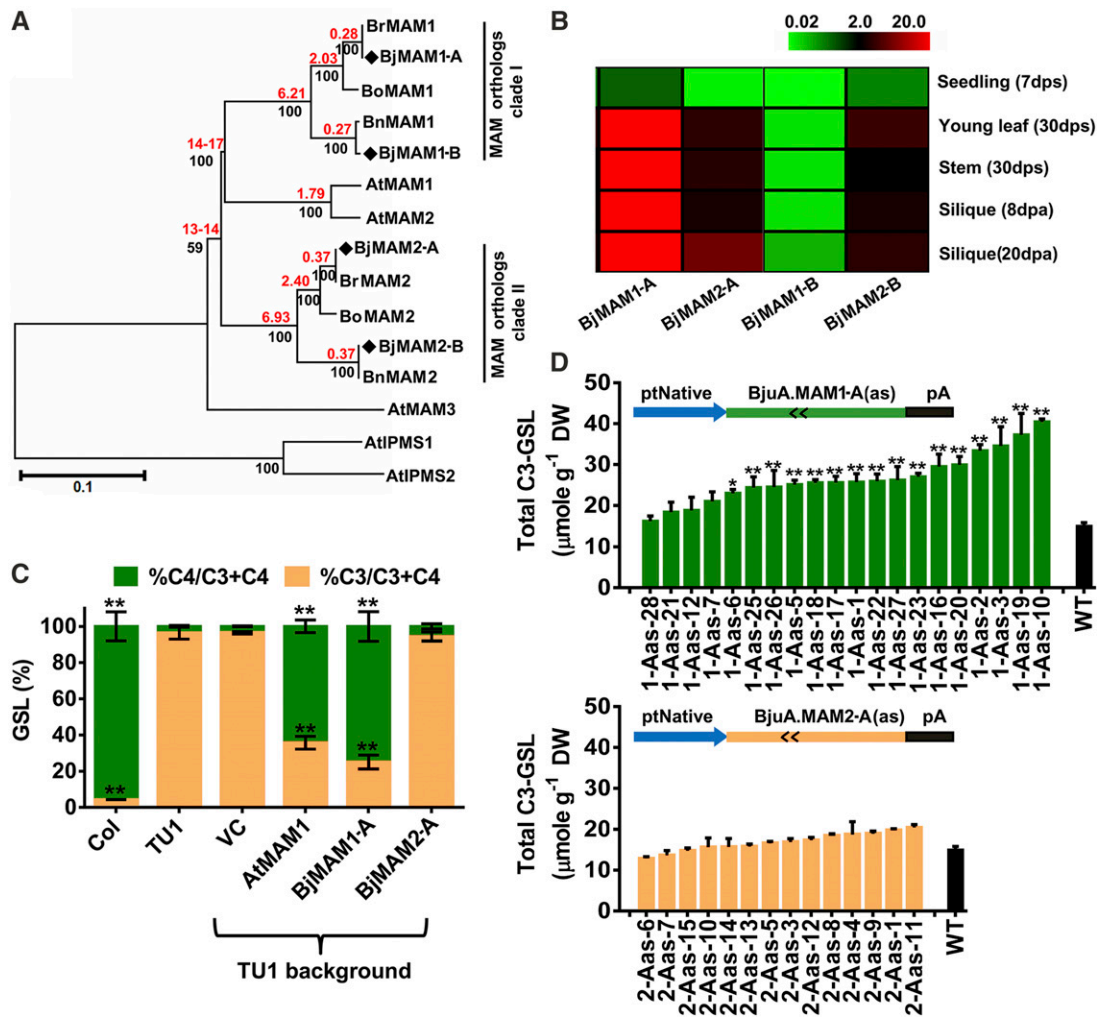 A
0.28
BrMAM1
100
◆BjMAM1-A
2.03
100
BoMAM1
6.21
100
BnMAM1
0.27
100
◆BjMAM1-B
MAM orthologs
clade I
14-17
100
AtMAM1
1.79
100
AtMAM2
13-14
59
◆BjMAM2-A
0.37
100
BrMAM2
2.40
100
BoMAM2
6.93
100
◆BjMAM2-B
0.37
100
BnMAM2
MAM orthologs
clade II
AtMAM3
AtIPMS1
100
AtIPMS2
0.1
B
0.02 2.0 20.0
Seedling (7dps)
Young leaf (30dps)
Stem (30dps)
Silique (8dpa)
Silique(20dpa)
BjMAM1-A BjMAM2-A BjMAM1-B BjMAM2-B
C
%C4/C3+C4 %C3/C3+C4
GSL (%)
100
80
60
40
20
0
** ** **
** ** **
Col TU1 VC AtMAM1 BjMAM1-A BjMAM2-A
TU1 background
D
Total C3-GSL
(µmole g-1 DW)
50
40
30
20
10
0
ptNative BjuA.MAM1-A(as) pA
<<
* ** ** ** ** ** ** ** ** ** ** ** ** ** ** **
1-Aas-28 1-Aas-21 1-Aas-12 1-Aas-7 1-Aas-6 1-Aas-25 1-Aas-26 1-Aas-5 1-Aas-18 1-Aas-17 1-Aas-1 1-Aas-22 1-Aas-27 1-Aas-23 1-Aas-16 1-Aas-20 1-Aas-2 1-Aas-3 1-Aas-19 1-Aas-10 WT
Total C3-GSL
(µmole g-1 DW)
50
40
30
20
10
0
ptNative BjuA.MAM2-A(as) pA
<<
2-Aas-6 2-Aas-7 2-Aas-15 2-Aas-10 2-Aas-14 2-Aas-13 2-Aas-5 2-Aas-3 2-Aas-12 2-Aas-8 2-Aas-4 2-Aas-9 2-Aas-1 2-Aas-11 WT